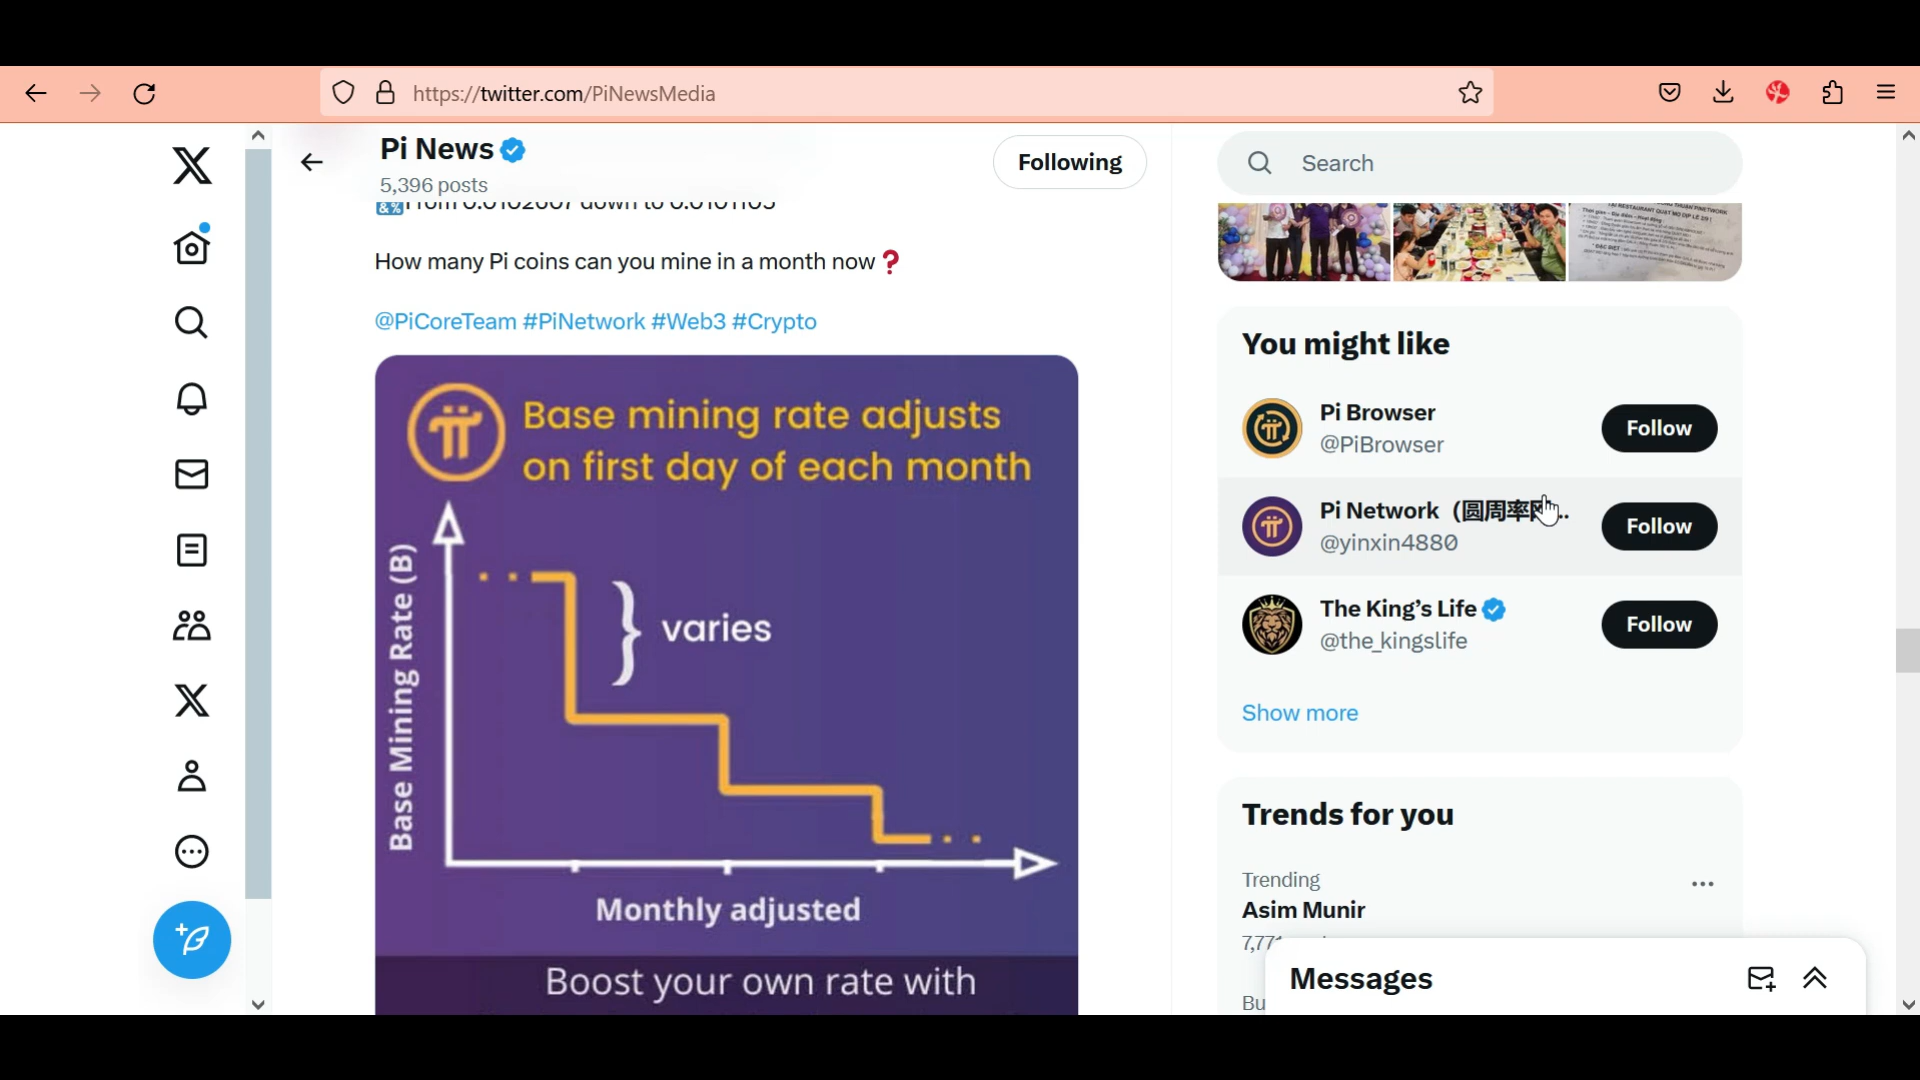 https://twitter.com/PiNewsMedia
Pi News
5,396 posts
Following
Search
How many Pi coins can you mine in a month now❓
@PiCoreTeam #PiNetwork #Web3 #Crypto
Base mining rate adjusts
on first day of each month
Base Mining Rate (B)
varies
Monthly adjusted
Boost your own rate with
You might like
Pi Browser
@PiBrowser
Follow
Pi Network（圆周率
@yinxin4880
Follow
The King's Life
@the_kingslife
Follow
Show more
Trends for you
Trending
Asim Munir
Messages